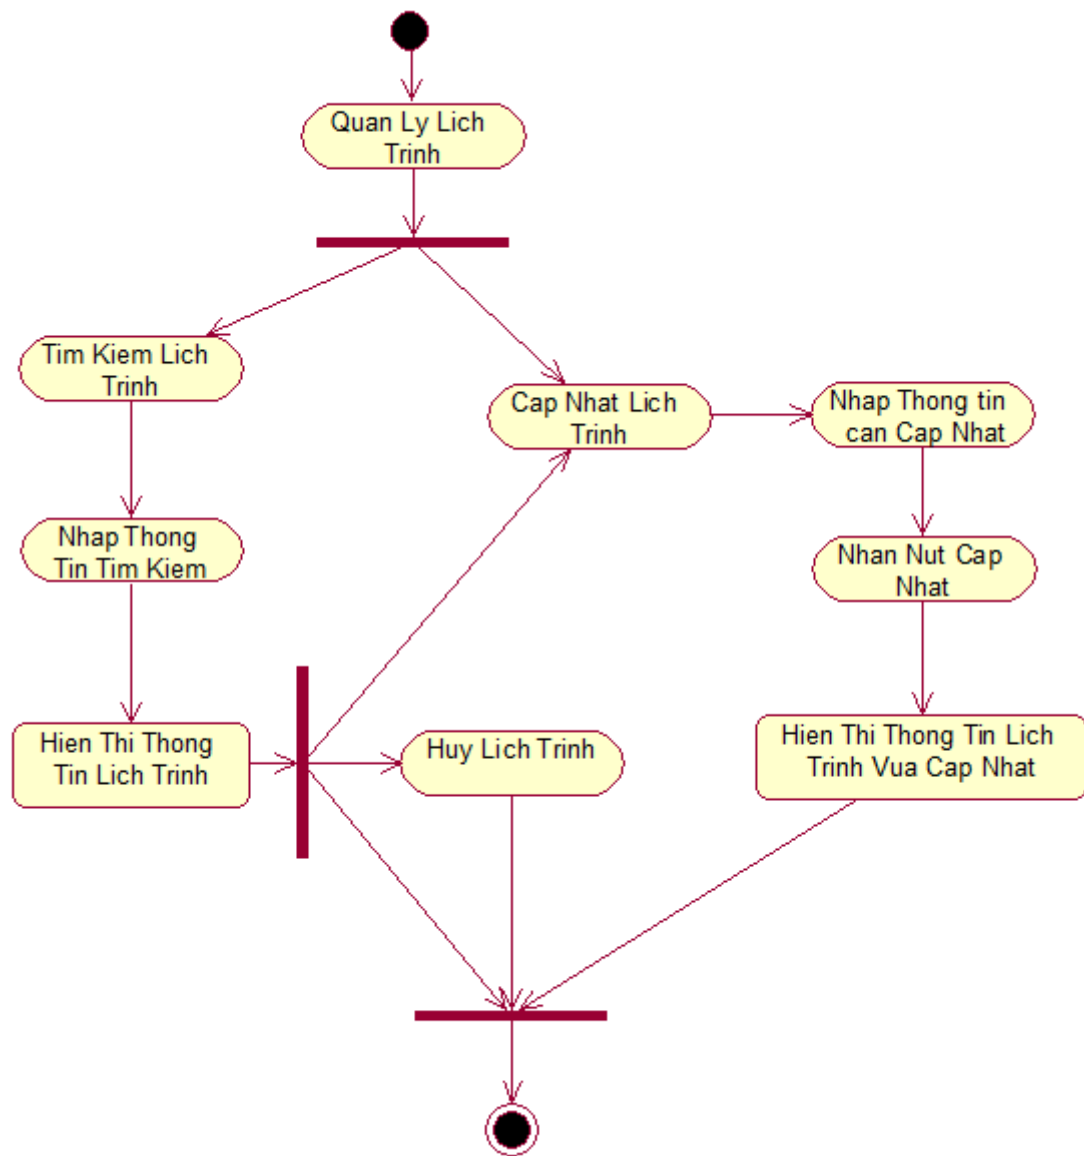 Quan Ly Lich
Trinh
Tim Kiem Lich
Trinh
Cap Nhat Lich
Trinh
Nhap Thong tin
can Cap Nhat
Nhap Thong
Tin Tim Kiem
Nhan Nut Cap
Nhat
Hien Thi Thong
Tin Lich Trinh
Huy Lich Trinh
Hien Thi Thong Tin Lich
Trinh Vua Cap Nhat